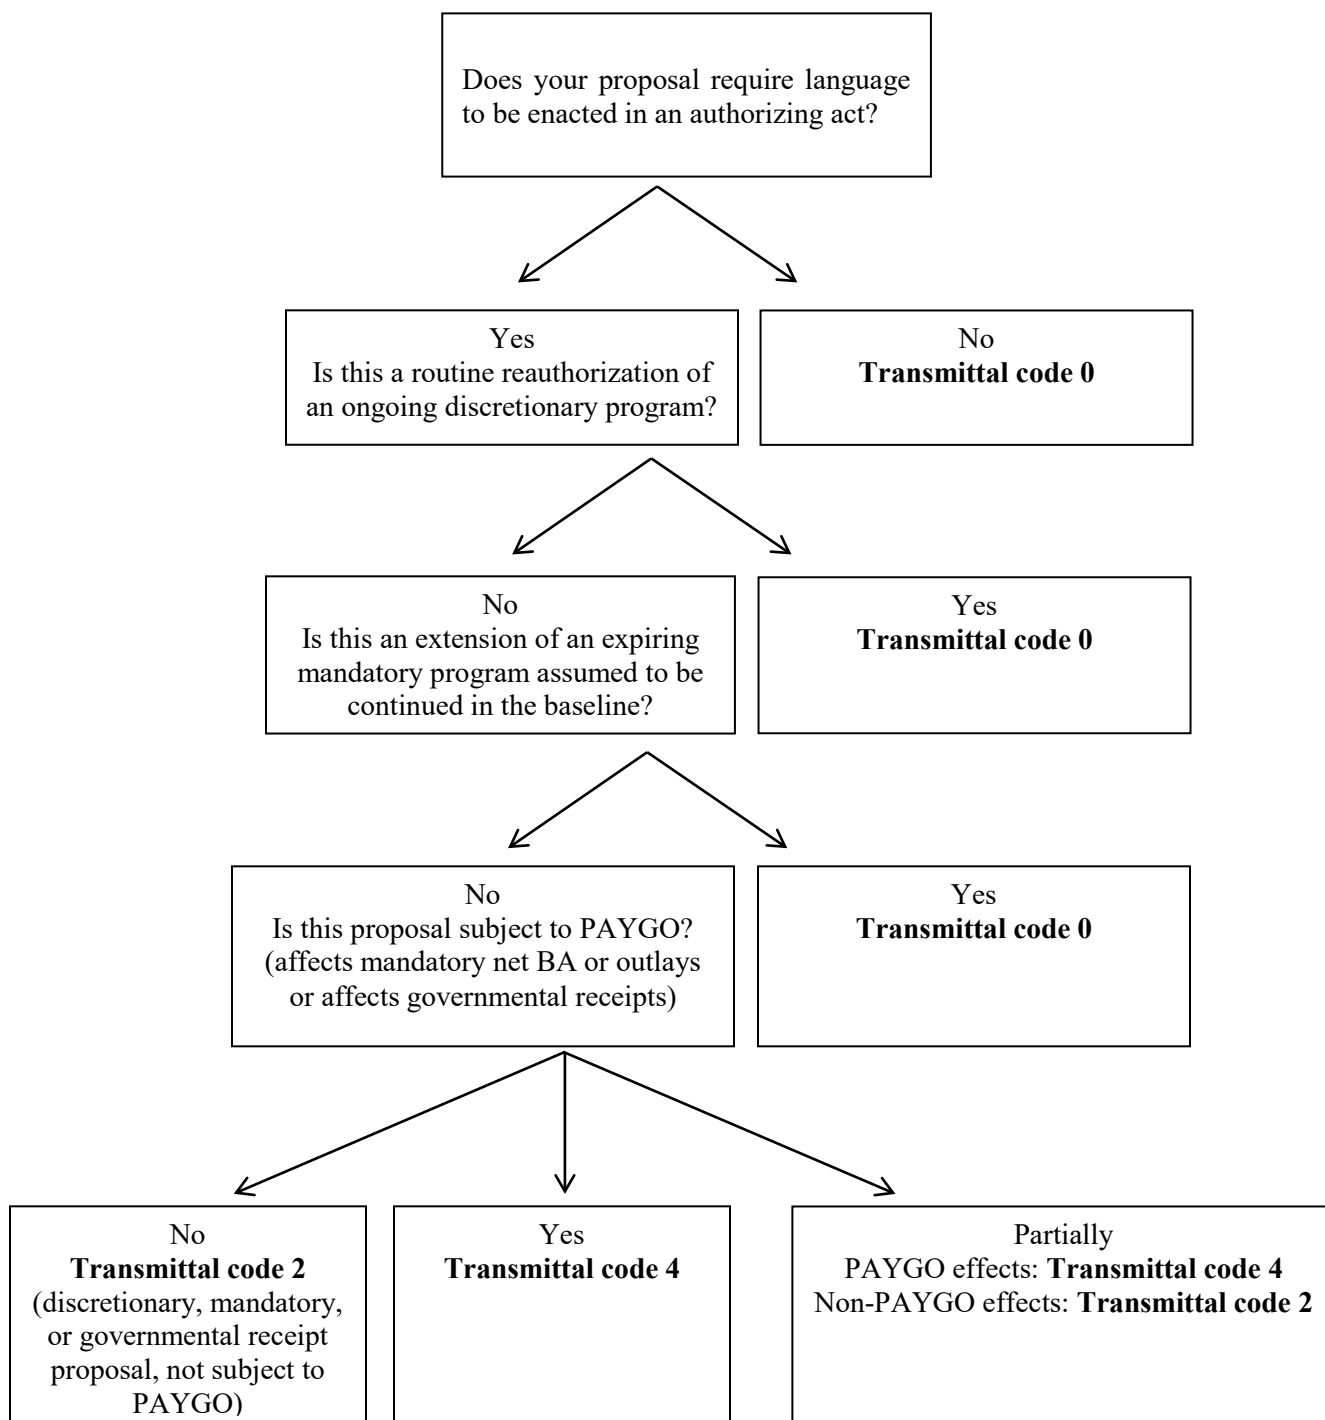 Does your proposal require language
to be enacted in an authorizing act?
Yes
Is this a routine reauthorization of
an ongoing discretionary program?
No
Transmittal code 0
No
Is this an extension of an expiring
mandatory program assumed to be
continued in the baseline?
Yes
Transmittal code 0
No
Is this proposal subject to PAYGO?
(affects mandatory net BA or outlays
or affects governmental receipts)
Yes
Transmittal code 0
No
Transmittal code 2
(discretionary, mandatory,
or governmental receipt
proposal, not subject to
PAYGO)
Yes
Transmittal code 4
Partially
PAYGO effects: Transmittal code 4
Non-PAYGO effects: Transmittal code 2